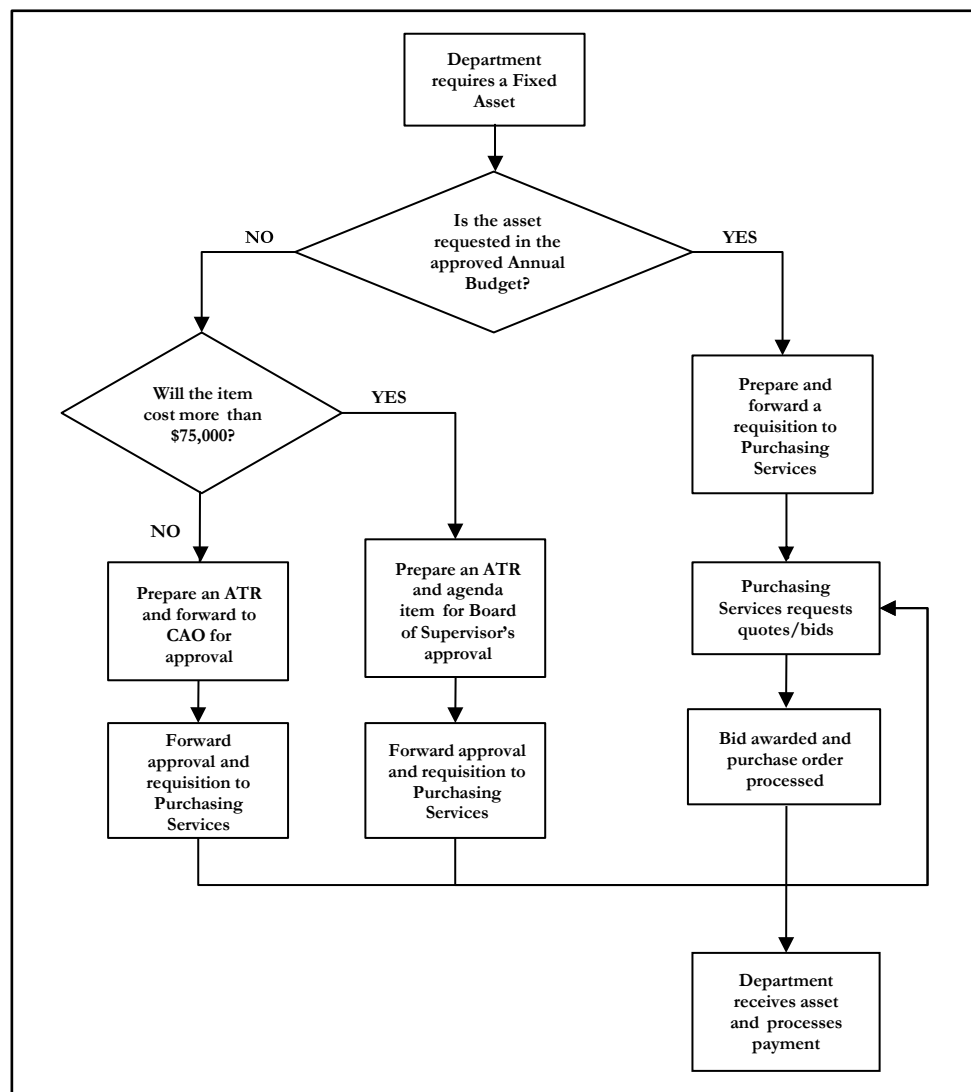 Department
requires a Fixed
Asset
Is the asset
requested in the
approved Annual
Budget?
NO
YES
Will the item
cost more than
$75,000?
YES
NO
Prepare and
forward a
requisition to
Purchasing
Services
Prepare an ATR
and forward to
CAO for
approval
Prepare an ATR
and agenda
item for Board
of Supervisor's
approval
Purchasing
Services requests
quotes/bids
Forward
approval and
requisition to
Purchasing
Services
Forward approval
and requisition to
Purchasing
Services
Bid awarded and
purchase order
processed
Department
receives asset
and processes
payment